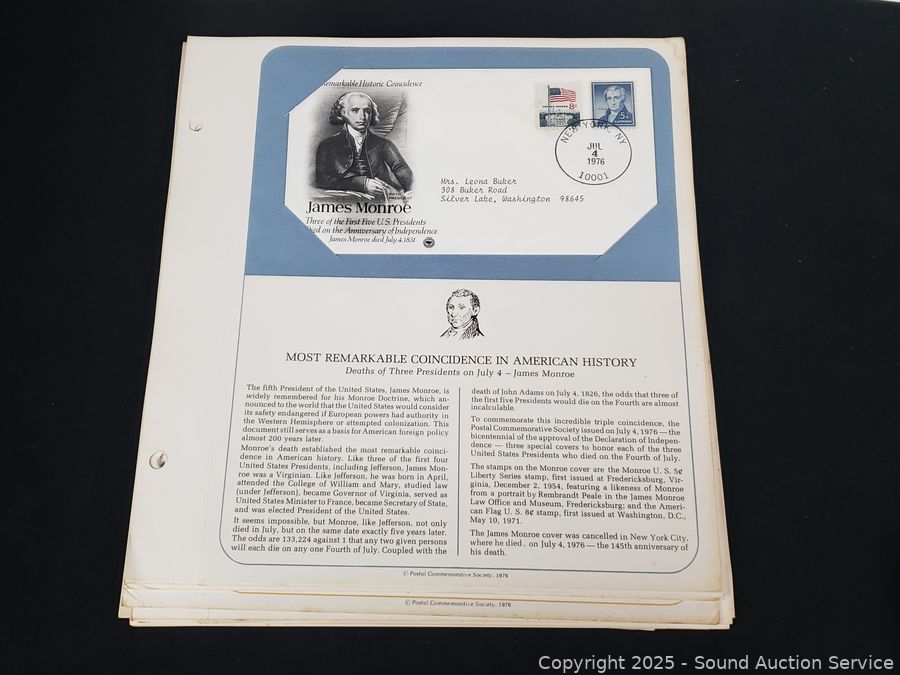 Remarkable Historic Coincidence
8¢
5¢
NEW YORK, NY
JUL
4
1976
10001
Mrs. Leona Buker
308 Buker Road
Silver Lake, Washington 98645
James Monroe
Three of the First Five U.S. Presidents
Died on the Anniversary of Independence
James Monroe died July 4, 1831
MOST REMARKABLE COINCIDENCE IN AMERICAN HISTORY
Deaths of Three Presidents on July 4 – James Monroe
The fifth President of the United States, James Monroe, is
widely remembered for his Monroe Doctrine, which an-
nounced to the world that the United States would consider
its safety endangered if European powers had authority in
the Western Hemisphere or attempted colonization. This
document still serves as a basis for American foreign policy
almost 200 years later.
Monroe's death established the most remarkable coinci-
dence in American history. Like three of the first four
United States Presidents, including Jefferson, James Mon-
roe was a Virginian. Like Jefferson, he was born in April,
attended the College of William and Mary, studied law
(under Jefferson), became Governor of Virginia, served as
United States Minister to France, became Secretary of State,
and was elected President of the United States.
It seems impossible, but Monroe, like Jefferson, not only
died in July, but on the same date exactly five years later.
The odds are 133,224 against 1 that any two given persons
will each die on any one Fourth of July. Coupled with the
death of John Adams on July 4, 1826, the odds that three of
the first five Presidents would die on the Fourth are almost
incalculable.
To commemorate this incredible triple coincidence, the
Postal Commemorative Society issued on July 4, 1976 — the
bicentennial of the approval of the Declaration of Indepen-
dence — three special covers to honor each of the three
United States Presidents who died on the Fourth of July.
The stamps on the Monroe cover are the Monroe U. S. 5¢
Liberty Series stamp, first issued at Fredericksburg, Vir-
ginia, December 2, 1954, featuring a likeness of Monroe
from a portrait by Rembrandt Peale in the James Monroe
Law Office and Museum, Fredericksburg; and the Ameri-
can Flag U. S. 8¢ stamp, first issued at Washington, D.C.,
May 10, 1971.
The James Monroe cover was cancelled in New York City,
where he died, on July 4, 1976 — the 145th anniversary of
his death.
© Postal Commemorative Society, 1976
© Postal Commemorative Society, 1976
Copyright 2025 - Sound Auction Service